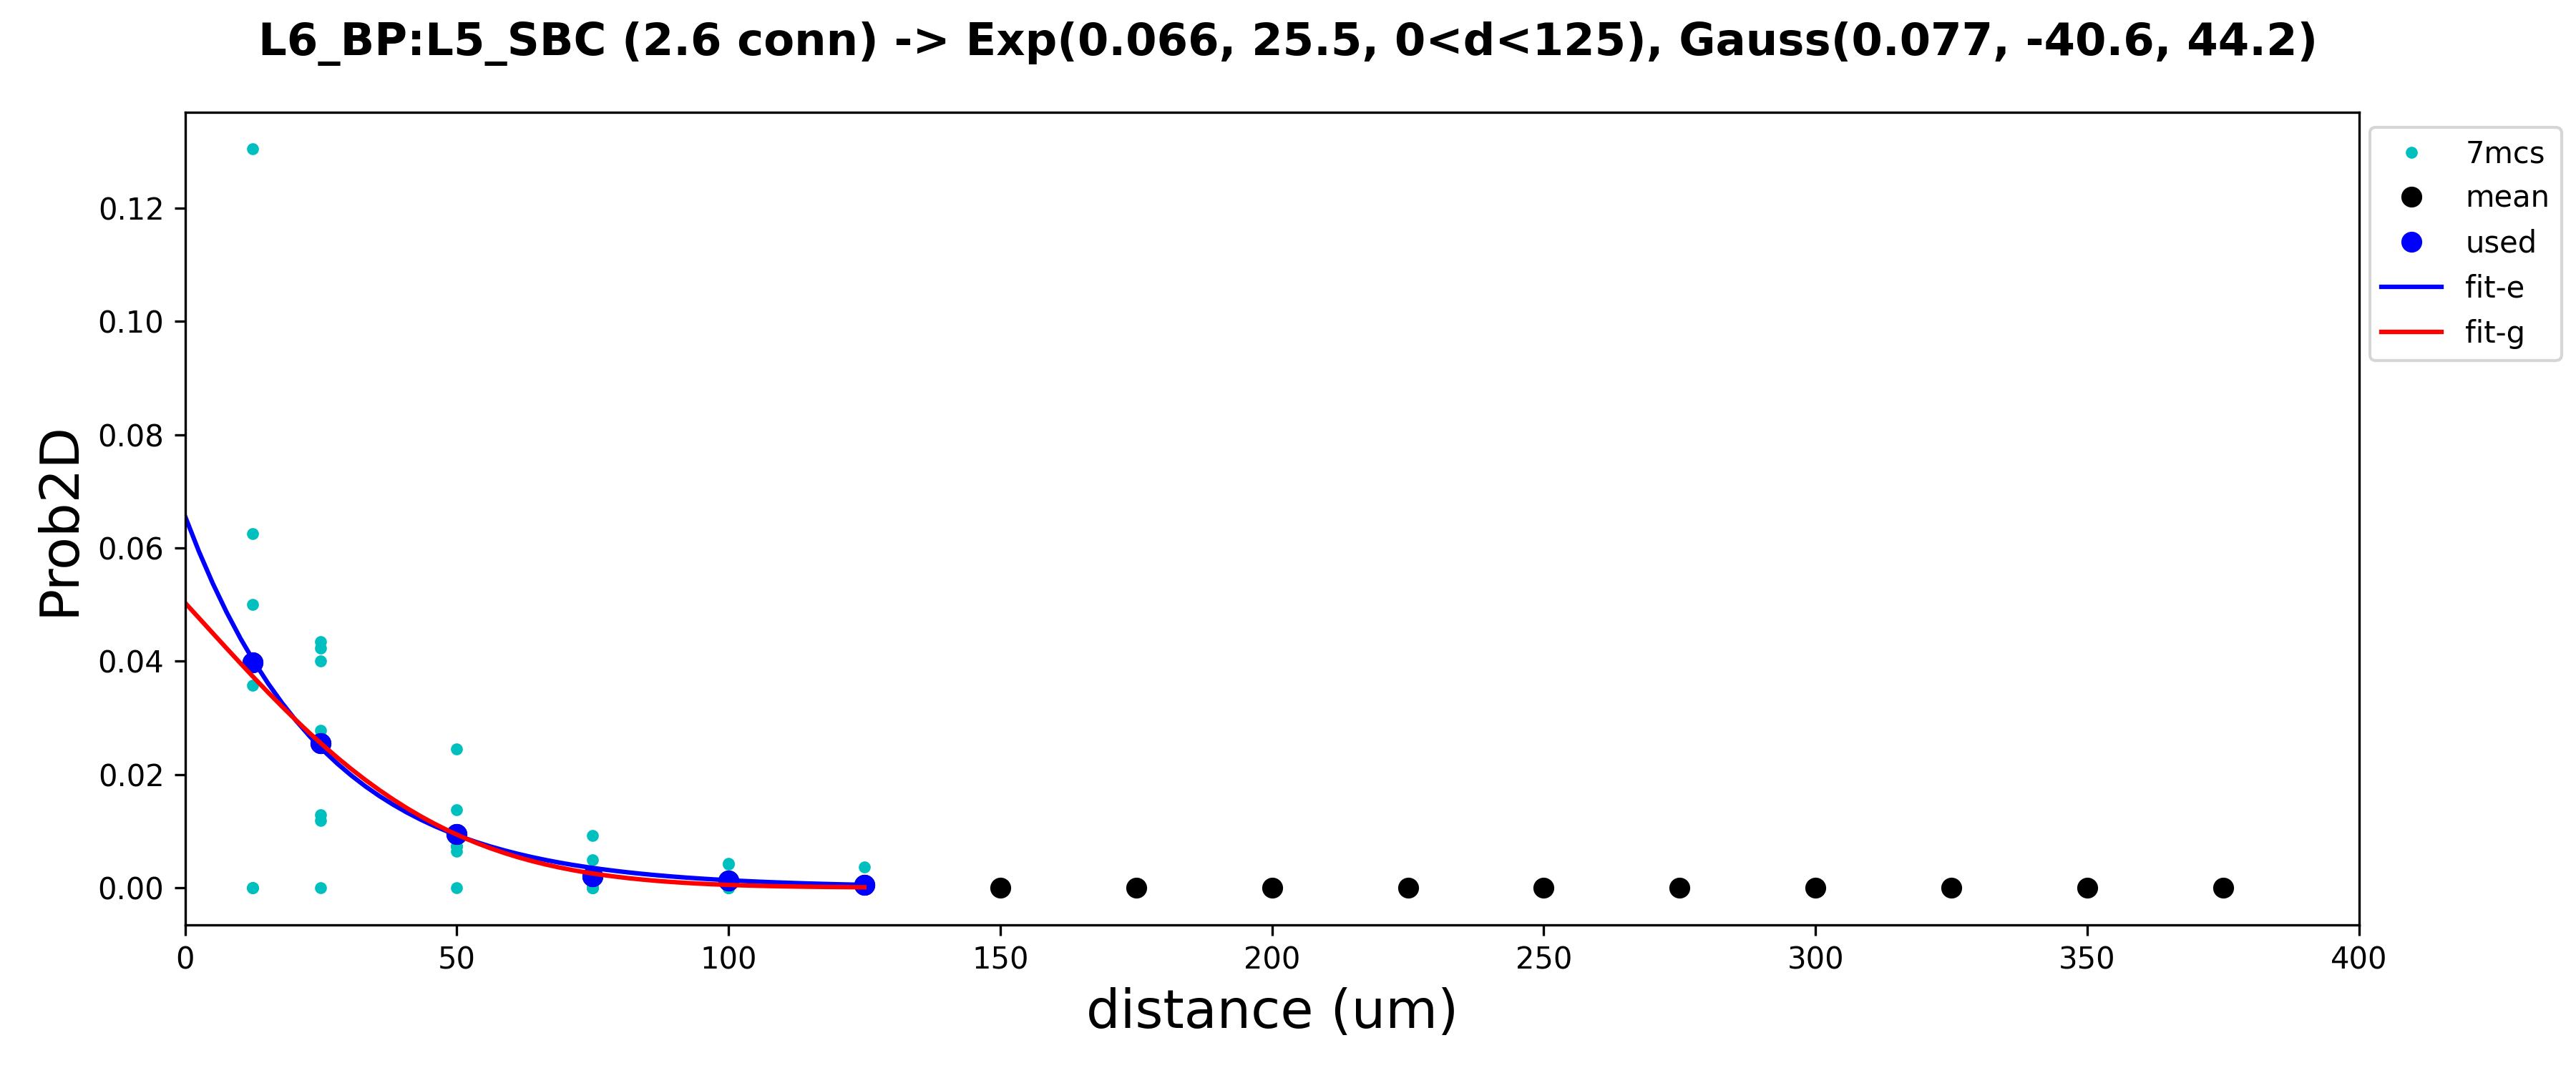 L6_BP:L5_SBC (2.6 conn) -> Exp(0.066, 25.5, 0<d<125), Gauss(0.077, -40.6, 44.2)
7mcs
mean
used
fit-e
fit-g
Prob2D
0.12
0.10
0.08
0.06
0.04
0.02
0.00
0 50 100 150 200 250 300 350 400
distance (um)